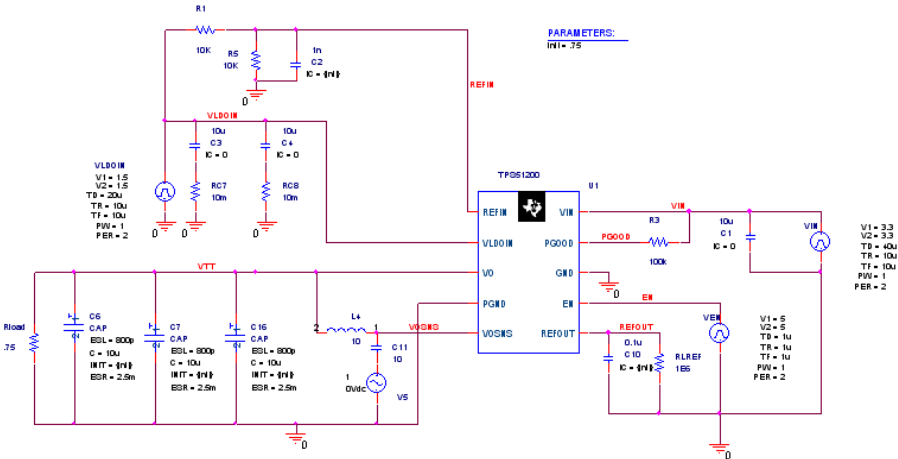 R1
10K
R5
10K
1n
C2
IC = {inl}
0
PARAMETERS:
inl = .75
REFIN
VLDOIN
10u
C3
IC = 0
10u
C4
IC = 0
RC7
10m
RC8
10m
0
0
0
VLDOIN
V1 = 1.5
V2 = 1.5
TD = 20u
TR = 10u
TF = 10u
PW = 1
PER = 2
TPS51200
U1
REFIN
VLDOIN
VO
PGND
VOSNS
VIN
PGOOD
GND
EN
REFOUT
VIN
PGOOD
R3
100k
10u
C1
IC = 0
VIN
V1 = 3.3
V2 = 3.3
TD = 40u
TR = 10u
TF = 10u
PW = 1
PER = 2
0
EN
VEN
V1 = 5
V2 = 5
TD = 1u
TR = 1u
TF = 1u
PW = 1
PER = 2
REFOUT
0.1u
C10
IC = {inl}
RLREF
1E6
0
VTT
Rload
.75
C6
CAP
ESL = 800p
C = 10u
INIT = {inl}
ESR = 2.5m
C7
CAP
ESL = 800p
C = 10u
INIT = {inl}
ESR = 2.5m
C16
CAP
ESL = 800p
C = 10u
INIT = {inl}
ESR = 2.5m
L4
2
1
10
VOSNS
C11
10
1
0Vdc
V5
0